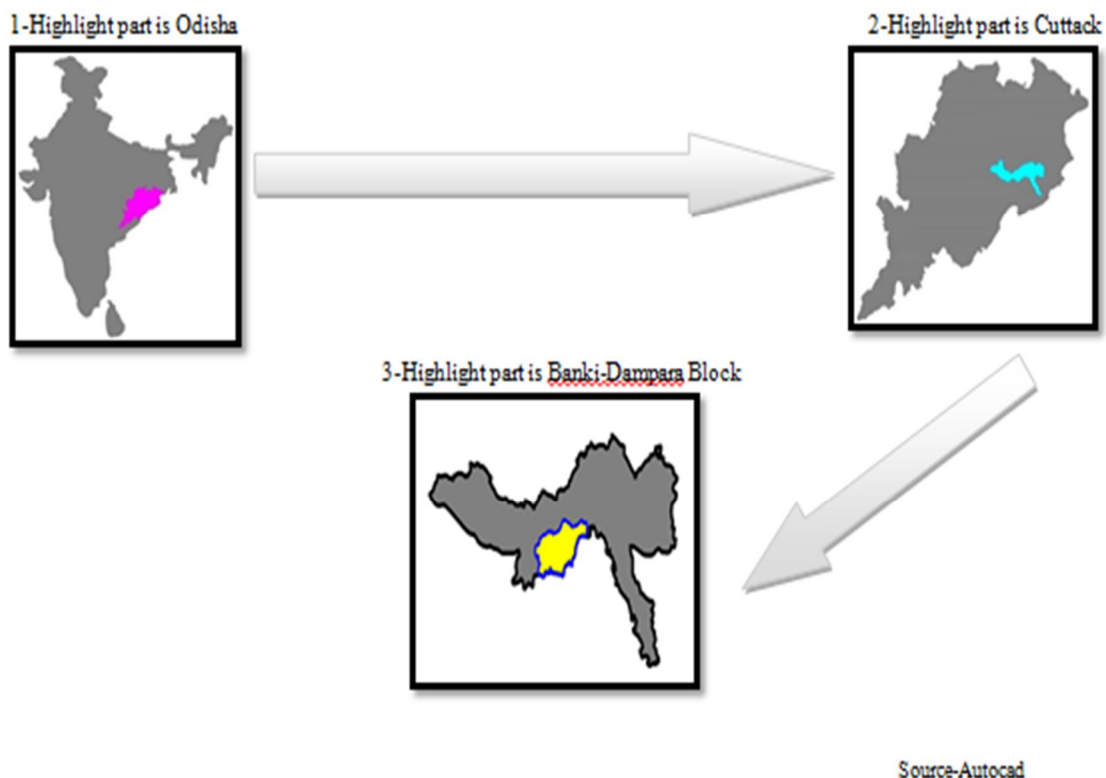 1-Highlight part is Odisha
2-Highlight part is Cuttack
3-Highlight part is Banki-Dampara Block
Source-Autocad